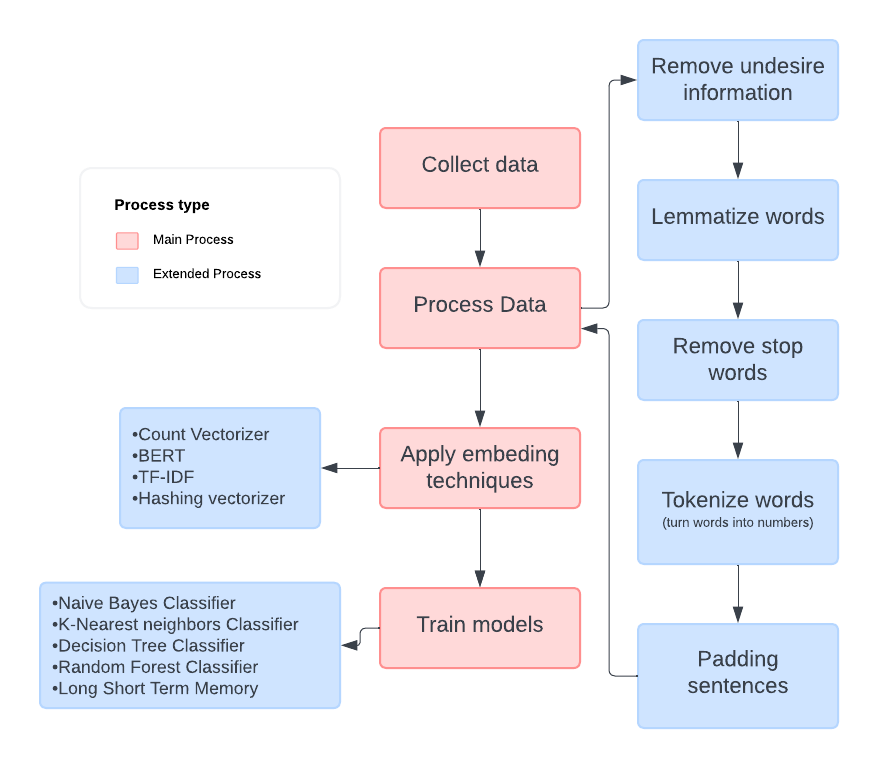 Remove undesire
information
Collect data
Process type
Main Process
Extended Process
Lemmatize words
Process Data
Remove stop
words
•Count Vectorizer
•BERT
•TF-IDF
•Hashing vectorizer
Apply embeding
techniques
Tokenize words
(turn words into numbers)
•Naive Bayes Classifier
•K-Nearest neighbors Classifier
•Decision Tree Classifier
•Random Forest Classifier
•Long Short Term Memory
Train models
Padding
sentences